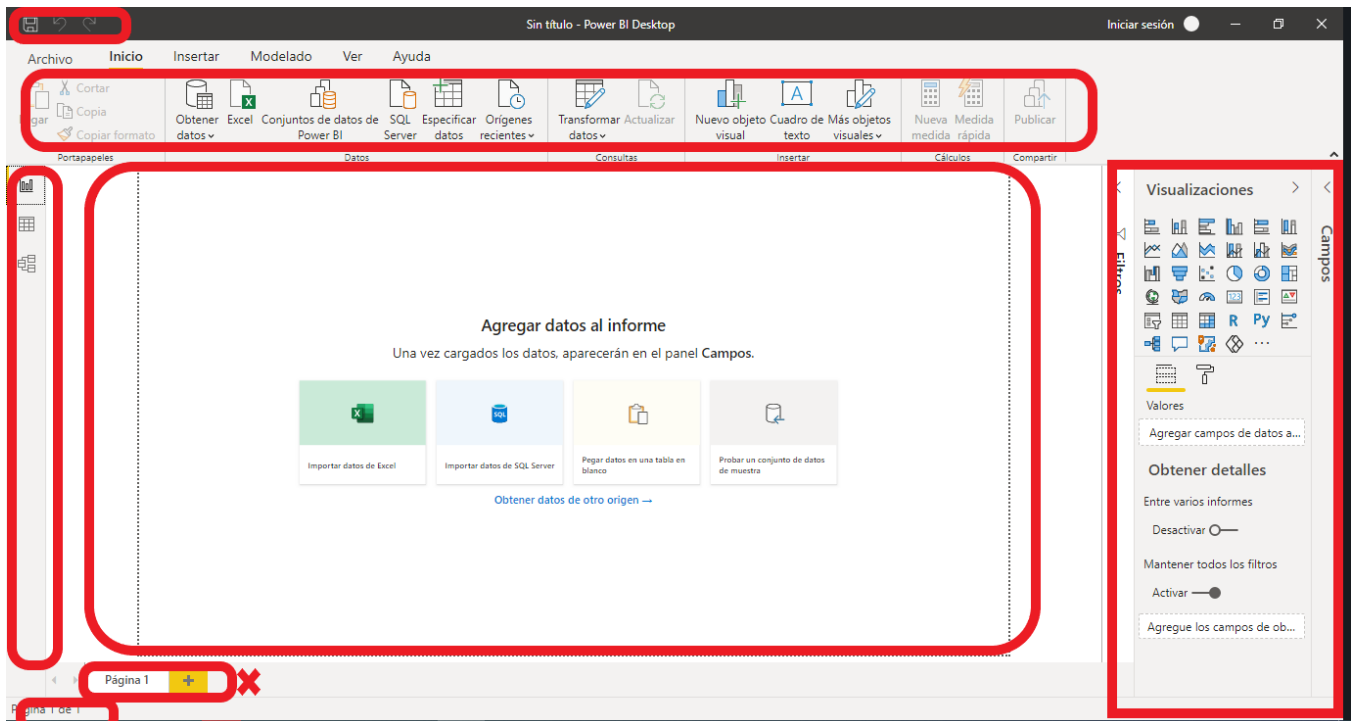 Sin título - Power BI Desktop
Iniciar sesión
Archivo Inicio Insertar Modelado Ver Ayuda
Cortar
Copia
Copiar formato
Portapapeles
Obtener datos
Excel
Conjuntos de datos de Power BI
SQL Server
Especificar datos
Orígenes recientes
Datos
Transformar datos
Actualizar
Consultas
Nuevo objeto visual
Cuadro de texto
Más objetos visuales
Insertar
Nueva medida
Medida rápida
Cálculos
Publicar
Compartir
Agregar datos al informe
Una vez cargados los datos, aparecerán en el panel Campos.
Importar datos de Excel
Importar datos de SQL Server
Pegar datos en una tabla en
blanco
Probar un conjunto de datos
de muestra
Obtener datos de otro origen →
Filtros
Visualizaciones
R Py
123
Valores
Agregar campos de datos a...
Obtener detalles
Entre varios informes
Desactivar
Mantener todos los filtros
Activar
Agregue los campos de ob...
Campos
Página 1
Página 1 de 1